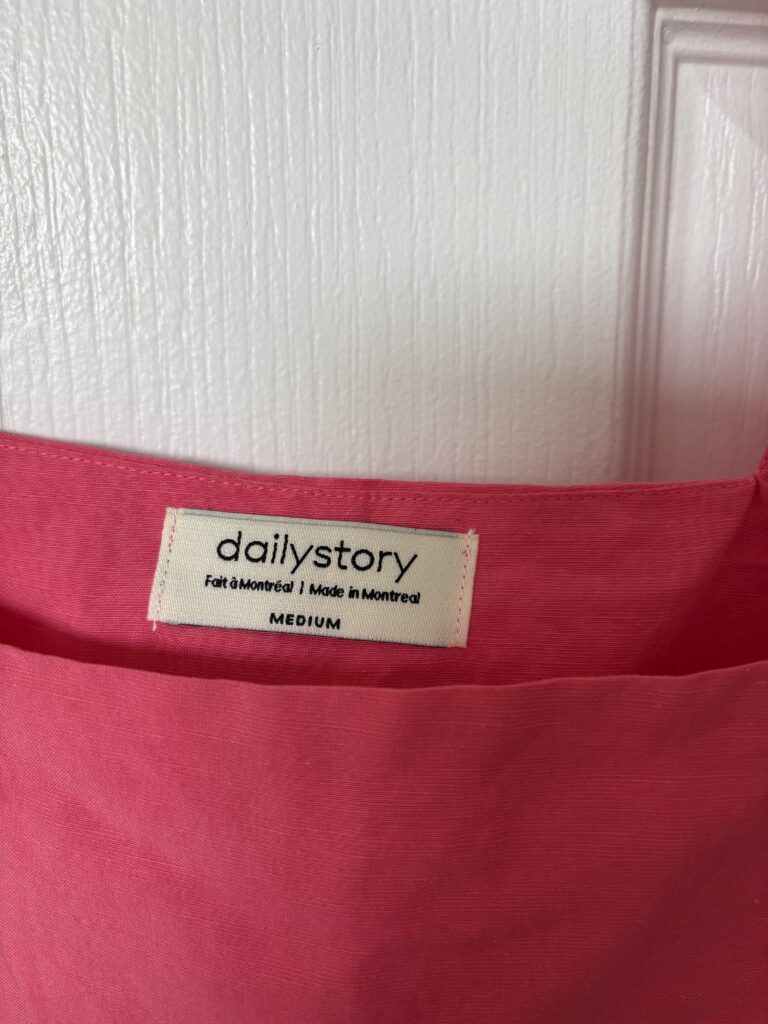 dailystory
Fait à Montréal | Made in Montreal
MEDIUM